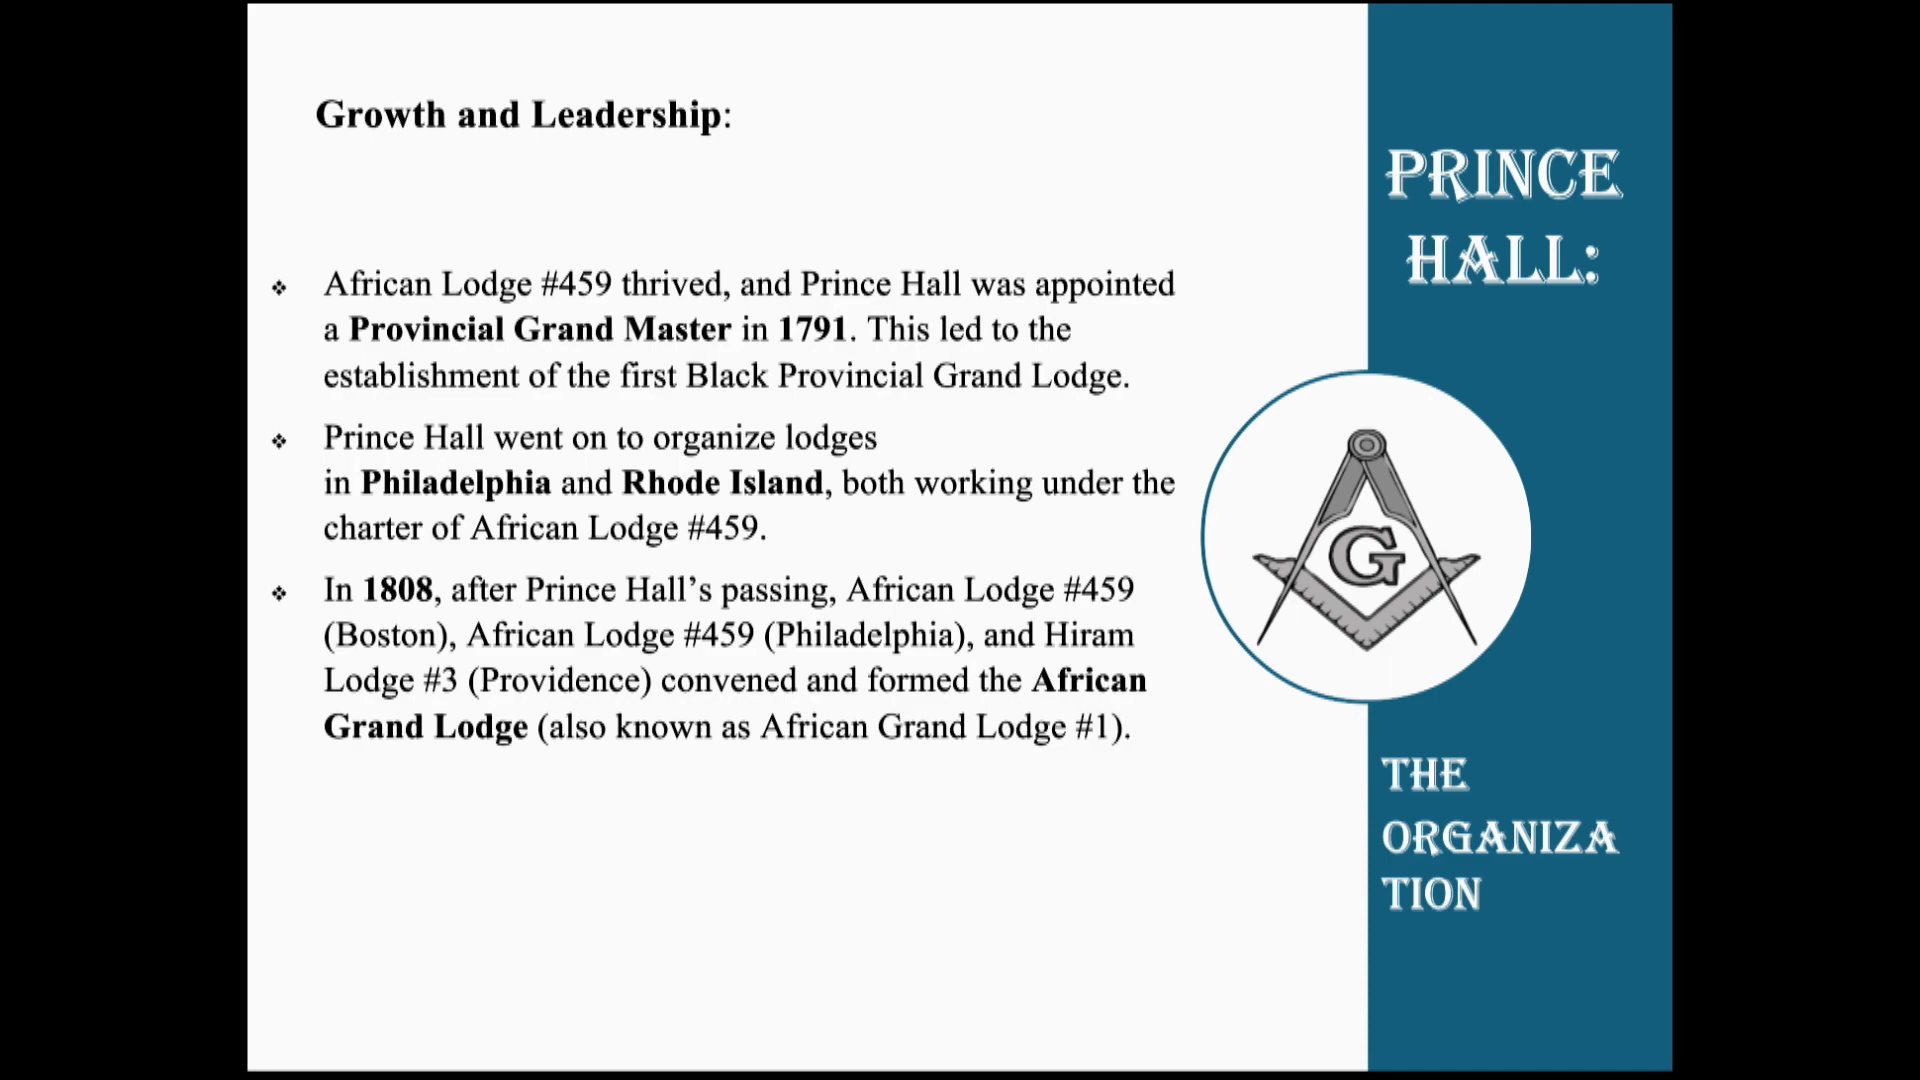 Growth and Leadership:
African Lodge #459 thrived, and Prince Hall was appointed
a Provincial Grand Master in 1791. This led to the
establishment of the first Black Provincial Grand Lodge.
Prince Hall went on to organize lodges
in Philadelphia and Rhode Island, both working under the
charter of African Lodge #459.
In 1808, after Prince Hall’s passing, African Lodge #459
(Boston), African Lodge #459 (Philadelphia), and Hiram
Lodge #3 (Providence) convened and formed the African
Grand Lodge (also known as African Grand Lodge #1).
PRINCE
HALL:
G
THE
ORGANIZA
TION